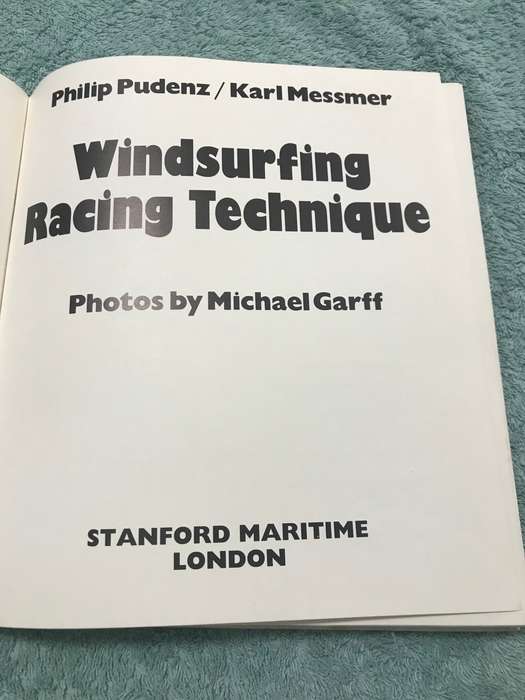 Philip Pudenz / Karl Messmer
Windsurfing
Racing Technique
Photos by Michael Garff
STANFORD MARITIME
LONDON